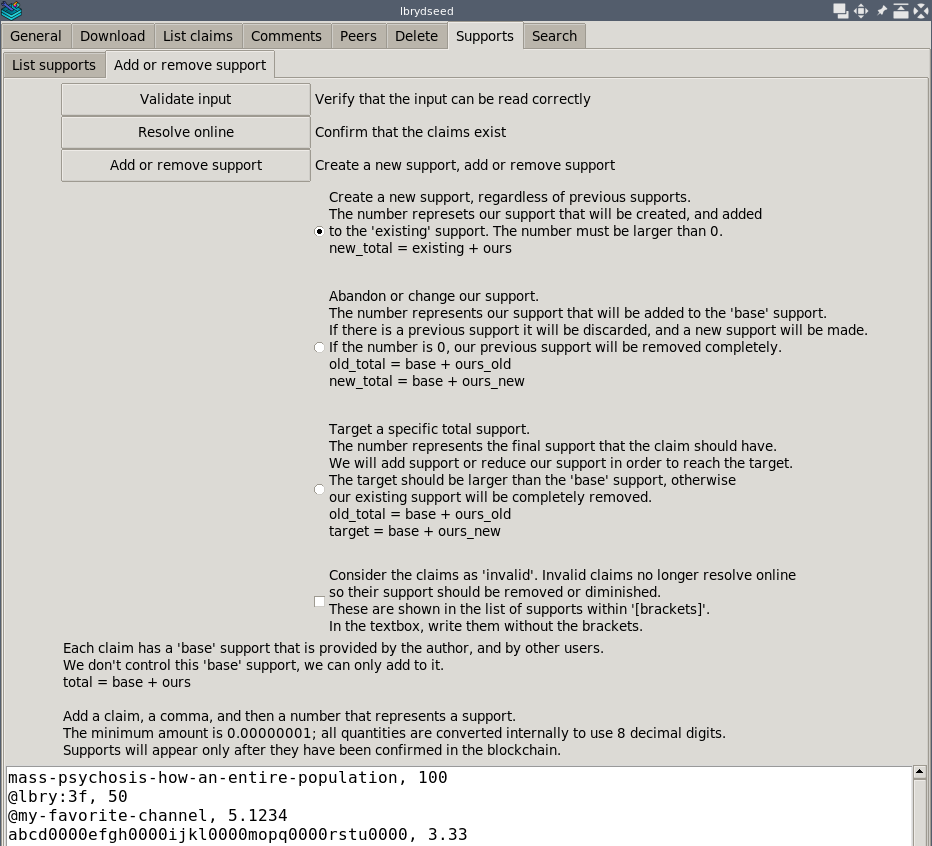 lbrydseed
General Download List claims Comments Peers Delete Supports Search
List supports Add or remove support
Validate input Verify that the input can be read correctly
Resolve online Confirm that the claims exist
Add or remove support Create a new support, add or remove support
Create a new support, regardless of previous supports.
The number represets our support that will be created, and added
to the 'existing' support. The number must be larger than 0.
new_total = existing + ours
Abandon or change our support.
The number represents our support that will be added to the 'base' support.
If there is a previous support it will be discarded, and a new support will be made.
If the number is 0, our previous support will be removed completely.
old_total = base + ours_old
new_total = base + ours_new
Target a specific total support.
The number represents the final support that the claim should have.
We will add support or reduce our support in order to reach the target.
The target should be larger than the 'base' support, otherwise
our existing support will be completely removed.
old_total = base + ours_old
target = base + ours_new
Consider the claims as 'invalid'. Invalid claims no longer resolve online
so their support should be removed or diminished.
These are shown in the list of supports within '[brackets]'.
In the textbox, write them without the brackets.
Each claim has a 'base' support that is provided by the author, and by other users.
We don't control this 'base' support, we can only add to it.
total = base + ours
Add a claim, a comma, and then a number that represents a support.
The minimum amount is 0.00000001; all quantities are converted internally to use 8 decimal digits.
Supports will appear only after they have been confirmed in the blockchain.
mass-psychosis-how-an-entire-population, 100
@lbry:3f, 50
@my-favorite-channel, 5.1234
abcd0000efgh0000ijkl0000mopq0000rstu0000, 3.33